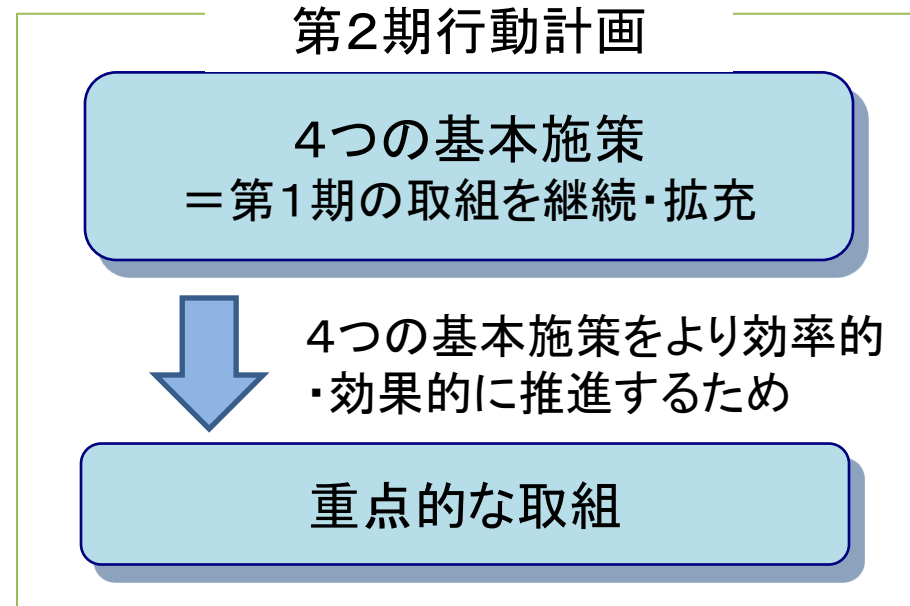 第２期行動計画
４つの基本施策
＝第１期の取組を継続・拡充
４つの基本施策をより効率的
・効果的に推進するため
重点的な取組